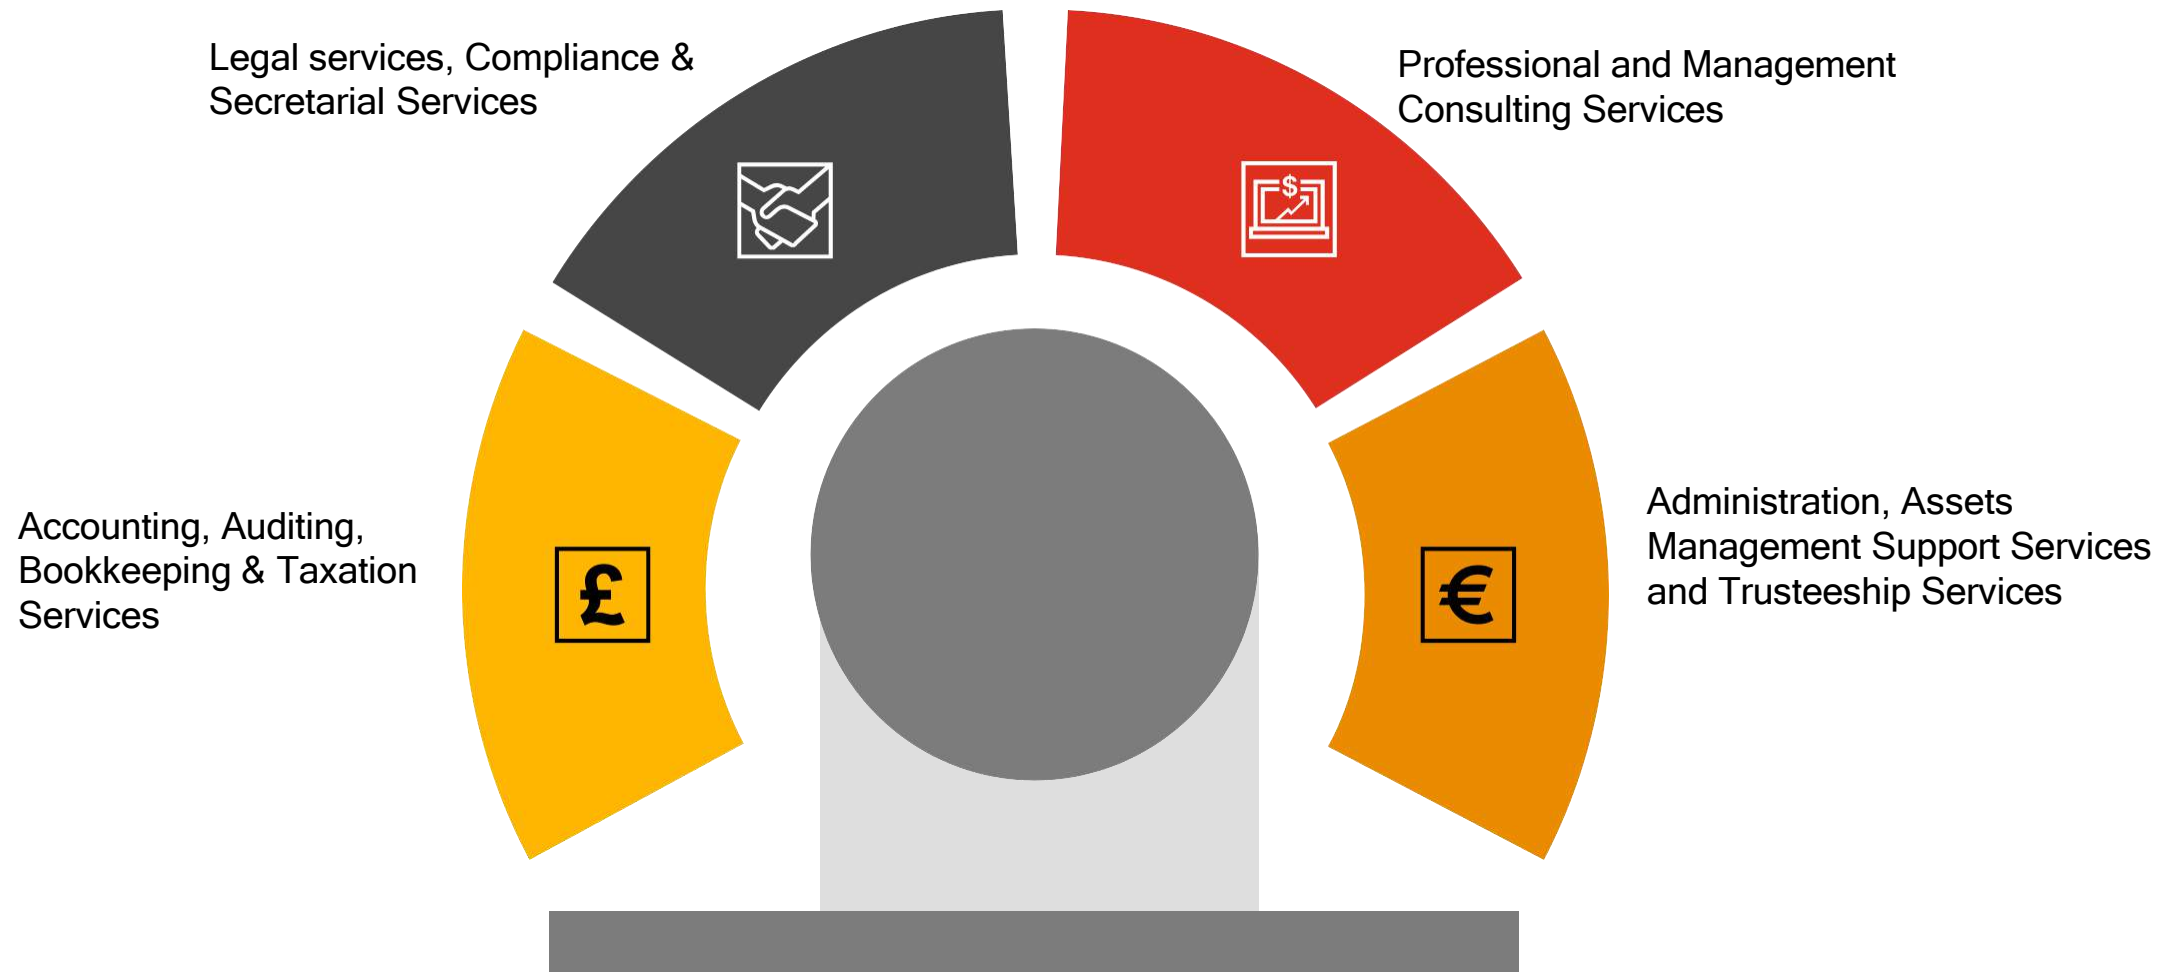 Legal services, Compliance &
Secretarial Services
Professional and Management
Consulting Services
$
Accounting, Auditing,
Bookkeeping & Taxation
Services
£
€
Administration, Assets
Management Support Services
and Trusteeship Services